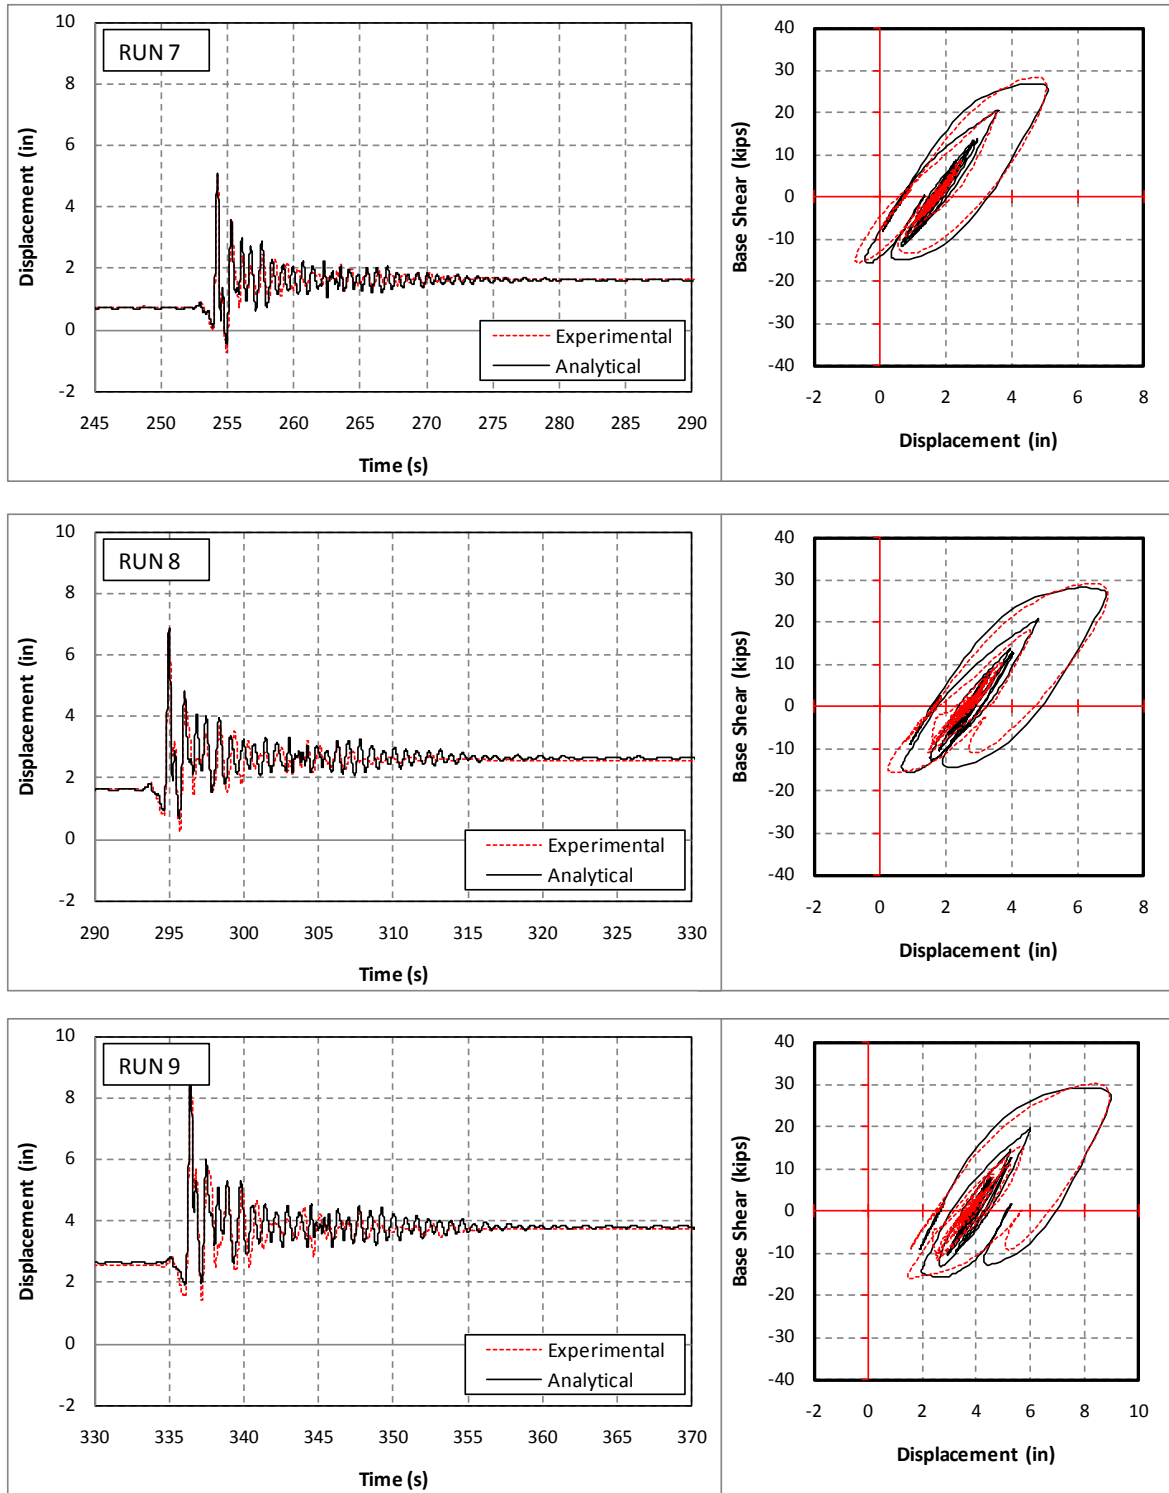 RUN 7
10
8
6
4
2
0
-2
Displacement (in)
Experimental
Analytical
245 250 255 260 265 270 275 280 285 290
Time (s)
40
30
20
10
0
-10
-20
-30
-40
Base Shear (kips)
-2 0 2 4 6 8
Displacement (in)
RUN 8
10
8
6
4
2
0
-2
Displacement (in)
Experimental
Analytical
290 295 300 305 310 315 320 325 330
Time (s)
40
30
20
10
0
-10
-20
-30
-40
Base Shear (kips)
-2 0 2 4 6 8
Displacement (in)
RUN 9
10
8
6
4
2
0
-2
Displacement (in)
Experimental
Analytical
330 335 340 345 350 355 360 365 370
Time (s)
40
30
20
10
0
-10
-20
-30
-40
Base Shear (kips)
-2 0 2 4 6 8 10
Displacement (in)